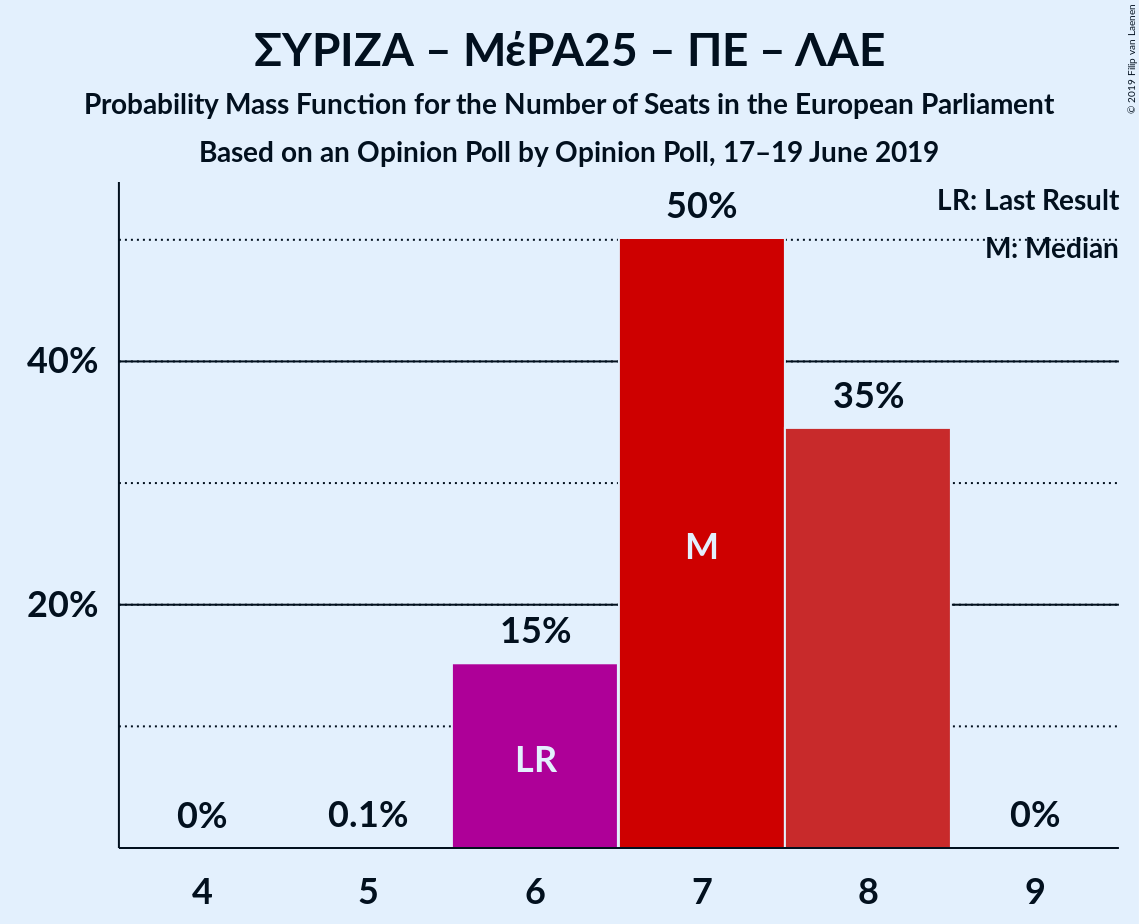 ΣΥΡΙΖΑ – ΜέΡΑ25 – ΠΕ – ΛΑΕ
Probability Mass Function for the Number of Seats in the European Parliament
Based on an Opinion Poll by Opinion Poll, 17–19 June 2019
© 2019 Filip van Laenen
LR: Last Result
M: Median
50%
40%
35%
20%
15%
M
LR
0%
0.1%
0%
4 5 6 7 8 9